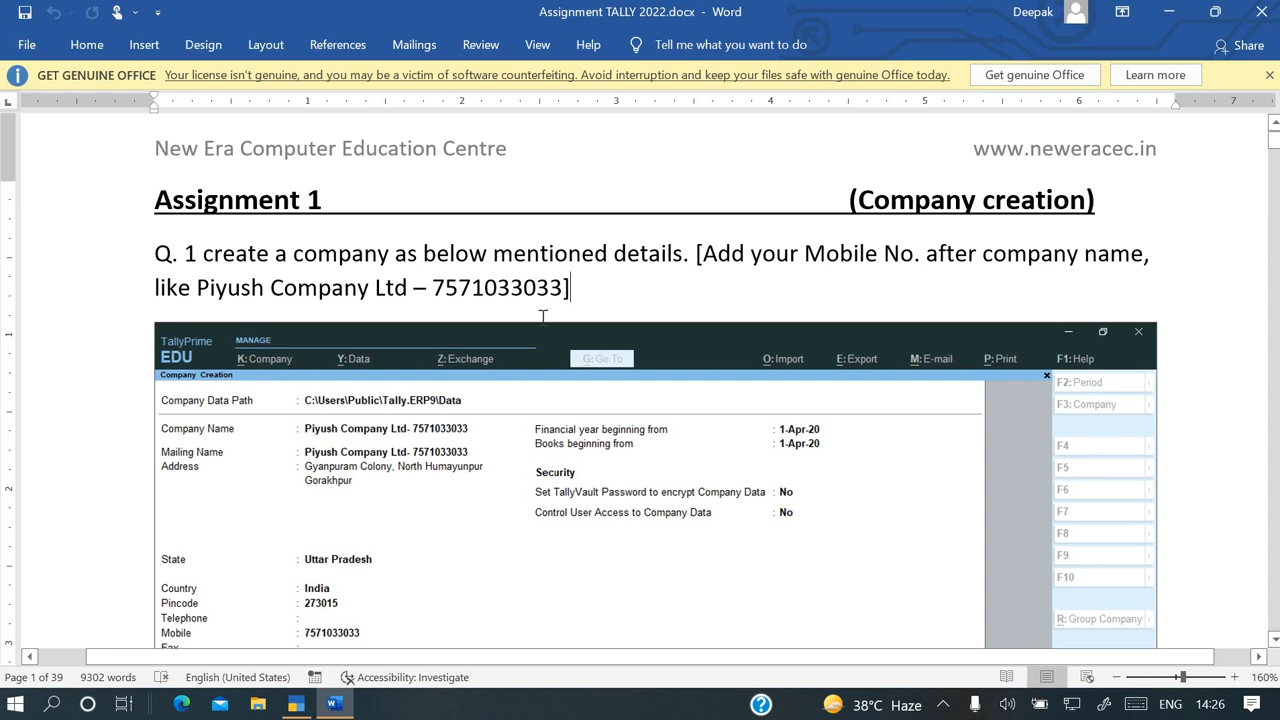 Assignment TALLY 2022.docx - Word
Deepak
File Home Insert Design Layout References Mailings Review View Help Tell me what you want to do Share
GET GENUINE OFFICE Your license isn't genuine, and you may be a victim of software counterfeiting. Avoid interruption and keep your files safe with genuine Office today. Get genuine Office Learn more
1 2 3 4 5 6 7
New Era Computer Education Centre www.neweracec.in
Assignment 1 (Company creation)
Q. 1 create a company as below mentioned details. [Add your Mobile No. after company name,
like Piyush Company Ltd – 7571033033]
TallyPrime MANAGE
EDU K: Company Y: Data Z: Exchange G: Go To O: Import E: Export M: E-mail P: Print F1: Help
Company Creation
F2: Period
Company Data Path : C:\Users\Public\Tally.ERP9\Data
F3: Company
Company Name : Piyush Company Ltd- 7571033033 Financial year beginning from : 1-Apr-20
Books beginning from : 1-Apr-20
F4
Mailing Name : Piyush Company Ltd- 7571033033
Address : Gyanpuram Colony, North Humayunpur
F5
Security
Gorakhpur
F6
Set TallyVault Password to encrypt Company Data : No
F7
Control User Access to Company Data : No
F8
F9
State : Uttar Pradesh
F10
Country : India
Pincode : 273015
Telephone :
R: Group Company
Mobile : 7571033033
Fax
Page 1 of 39 9302 words English (United States) Accessibility: Investigate 160%
38°C Haze ENG 14:26